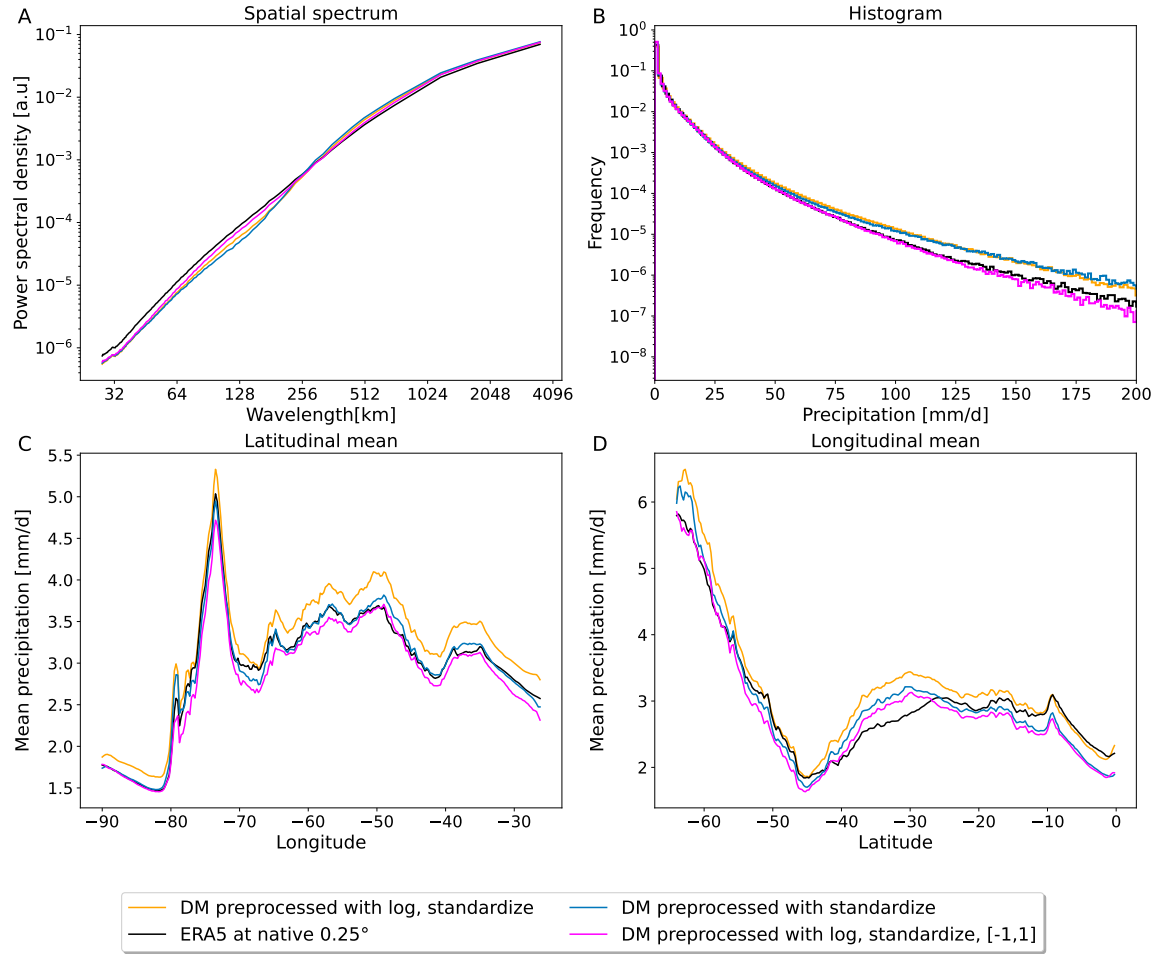 A
Spatial spectrum
Power spectral density [a.u]
10⁻¹
10⁻²
10⁻³
10⁻⁴
10⁻⁵
10⁻⁶
32 64 128 256 512 1024 2048 4096
Wavelength[km]
B
Histogram
Frequency
10⁰
10⁻¹
10⁻²
10⁻³
10⁻⁴
10⁻⁵
10⁻⁶
10⁻⁷
10⁻⁸
0 25 50 75 100 125 150 175 200
Precipitation [mm/d]
C
Latitudinal mean
Mean precipitation [mm/d]
5.5
5.0
4.5
4.0
3.5
3.0
2.5
2.0
1.5
−90 −80 −70 −60 −50 −40 −30
Longitude
D
Longitudinal mean
Mean precipitation [mm/d]
6
5
4
3
2
−60 −50 −40 −30 −20 −10 0
Latitude
DM preprocessed with log, standardize
ERA5 at native 0.25°
DM preprocessed with standardize
DM preprocessed with log, standardize, [-1,1]